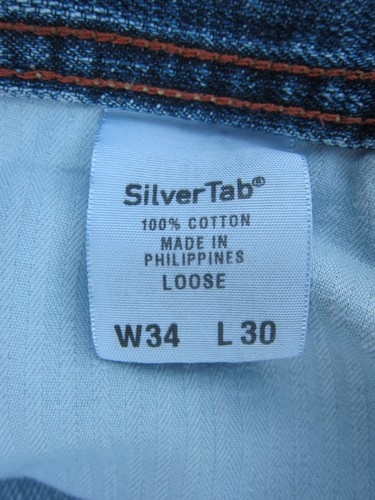 SilverTab®
100% COTTON
MADE IN
PHILIPPINES
LOOSE
W34 L30